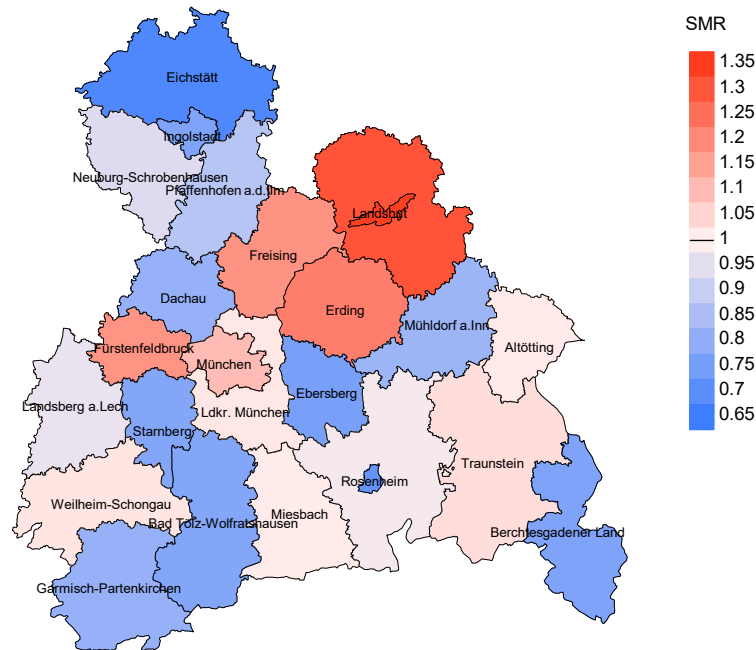 SMR
1.35
1.3
1.25
1.2
1.15
1.1
1.05
1
0.95
0.9
0.85
0.8
0.75
0.7
0.65
Eichstätt
Ingolstadt
Neuburg-Schrobenhausen
Pfaffenhofen a.d.Ilm
Landshut
Freising
Dachau
Erding
Mühldorf a.Inn
Altötting
Fürstenfeldbruck
München
Ebersberg
Landsberg a.Lech
Ldkr. München
Starnberg
Traunstein
Rosenheim
Weilheim-Schongau
Miesbach
Bad Tölz-Wolfratshausen
Berchtesgadener Land
Garmisch-Partenkirchen